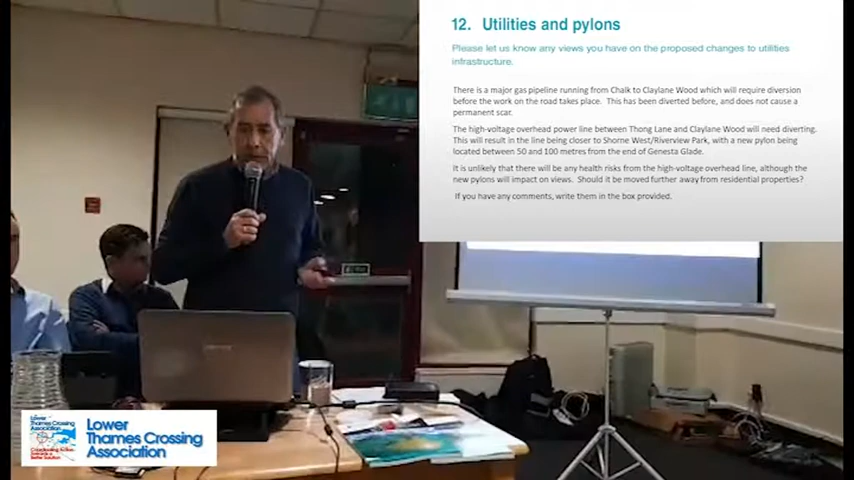 12. Utilities and pylons
Please let us know any views you have on the proposed changes to utilities
infrastructure.
There is a major gas pipeline running from Chalk to Claylane Wood which will require diversion
before the work on the road takes place. This has been diverted before, and does not cause a
permanent scar.
The high-voltage overhead power line between Thong Lane and Claylane Wood will need diverting.
This will result in the line being closer to Shorne West/Riverview Park, with a new pylon being
located between 50 and 100 metres from the end of Genesta Glade.
It is unlikely that there will be any health risks from the high-voltage overhead line, although the
new pylons will impact on views. Should it be moved further away from residential properties?
If you have any comments, write them in the box provided.
Lower
Thames Crossing
Association
Lower
Thames Crossing
Association